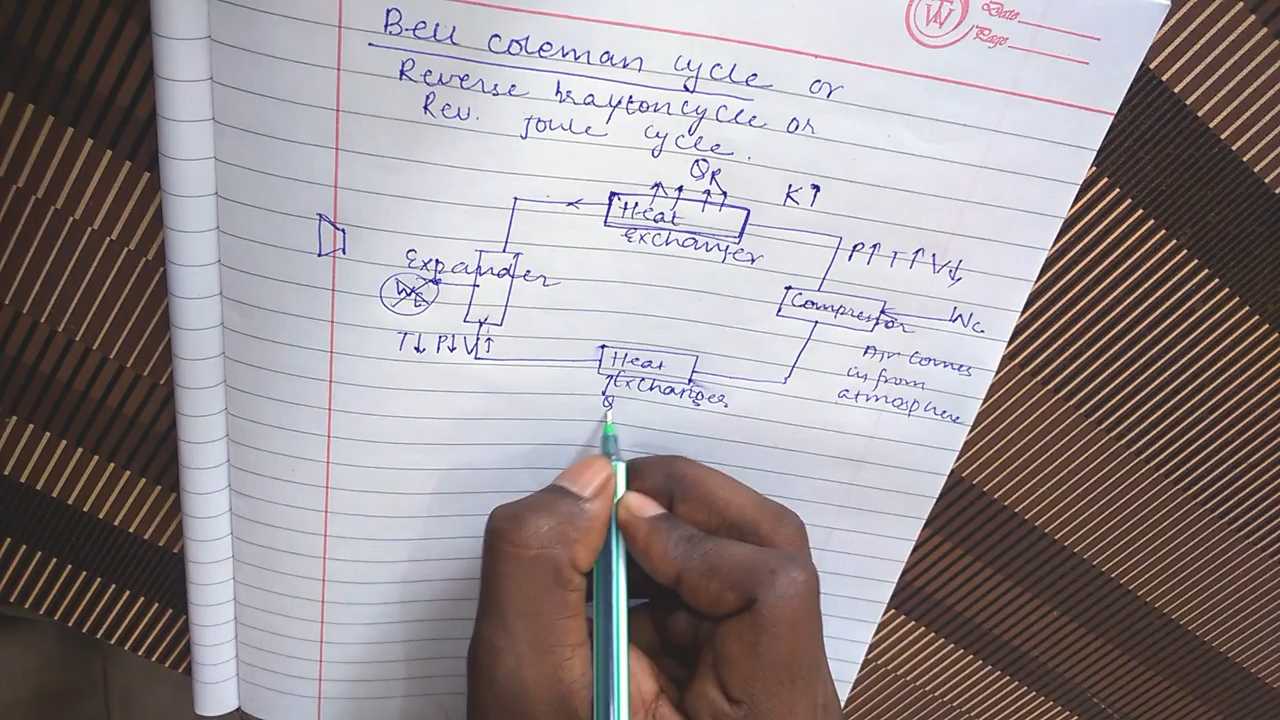 Date
Page
Bell coleman cycle or
Reverse brayton cycle or
Rev. Joule cycle.
QR
K↑
Heat
exchanger
P↑ T↑ V↓
Expander
WE
Compressor
Wc
T↓ P↓ V↑
Heat
Exchanger
Air comes
in from
atmosphere
Q